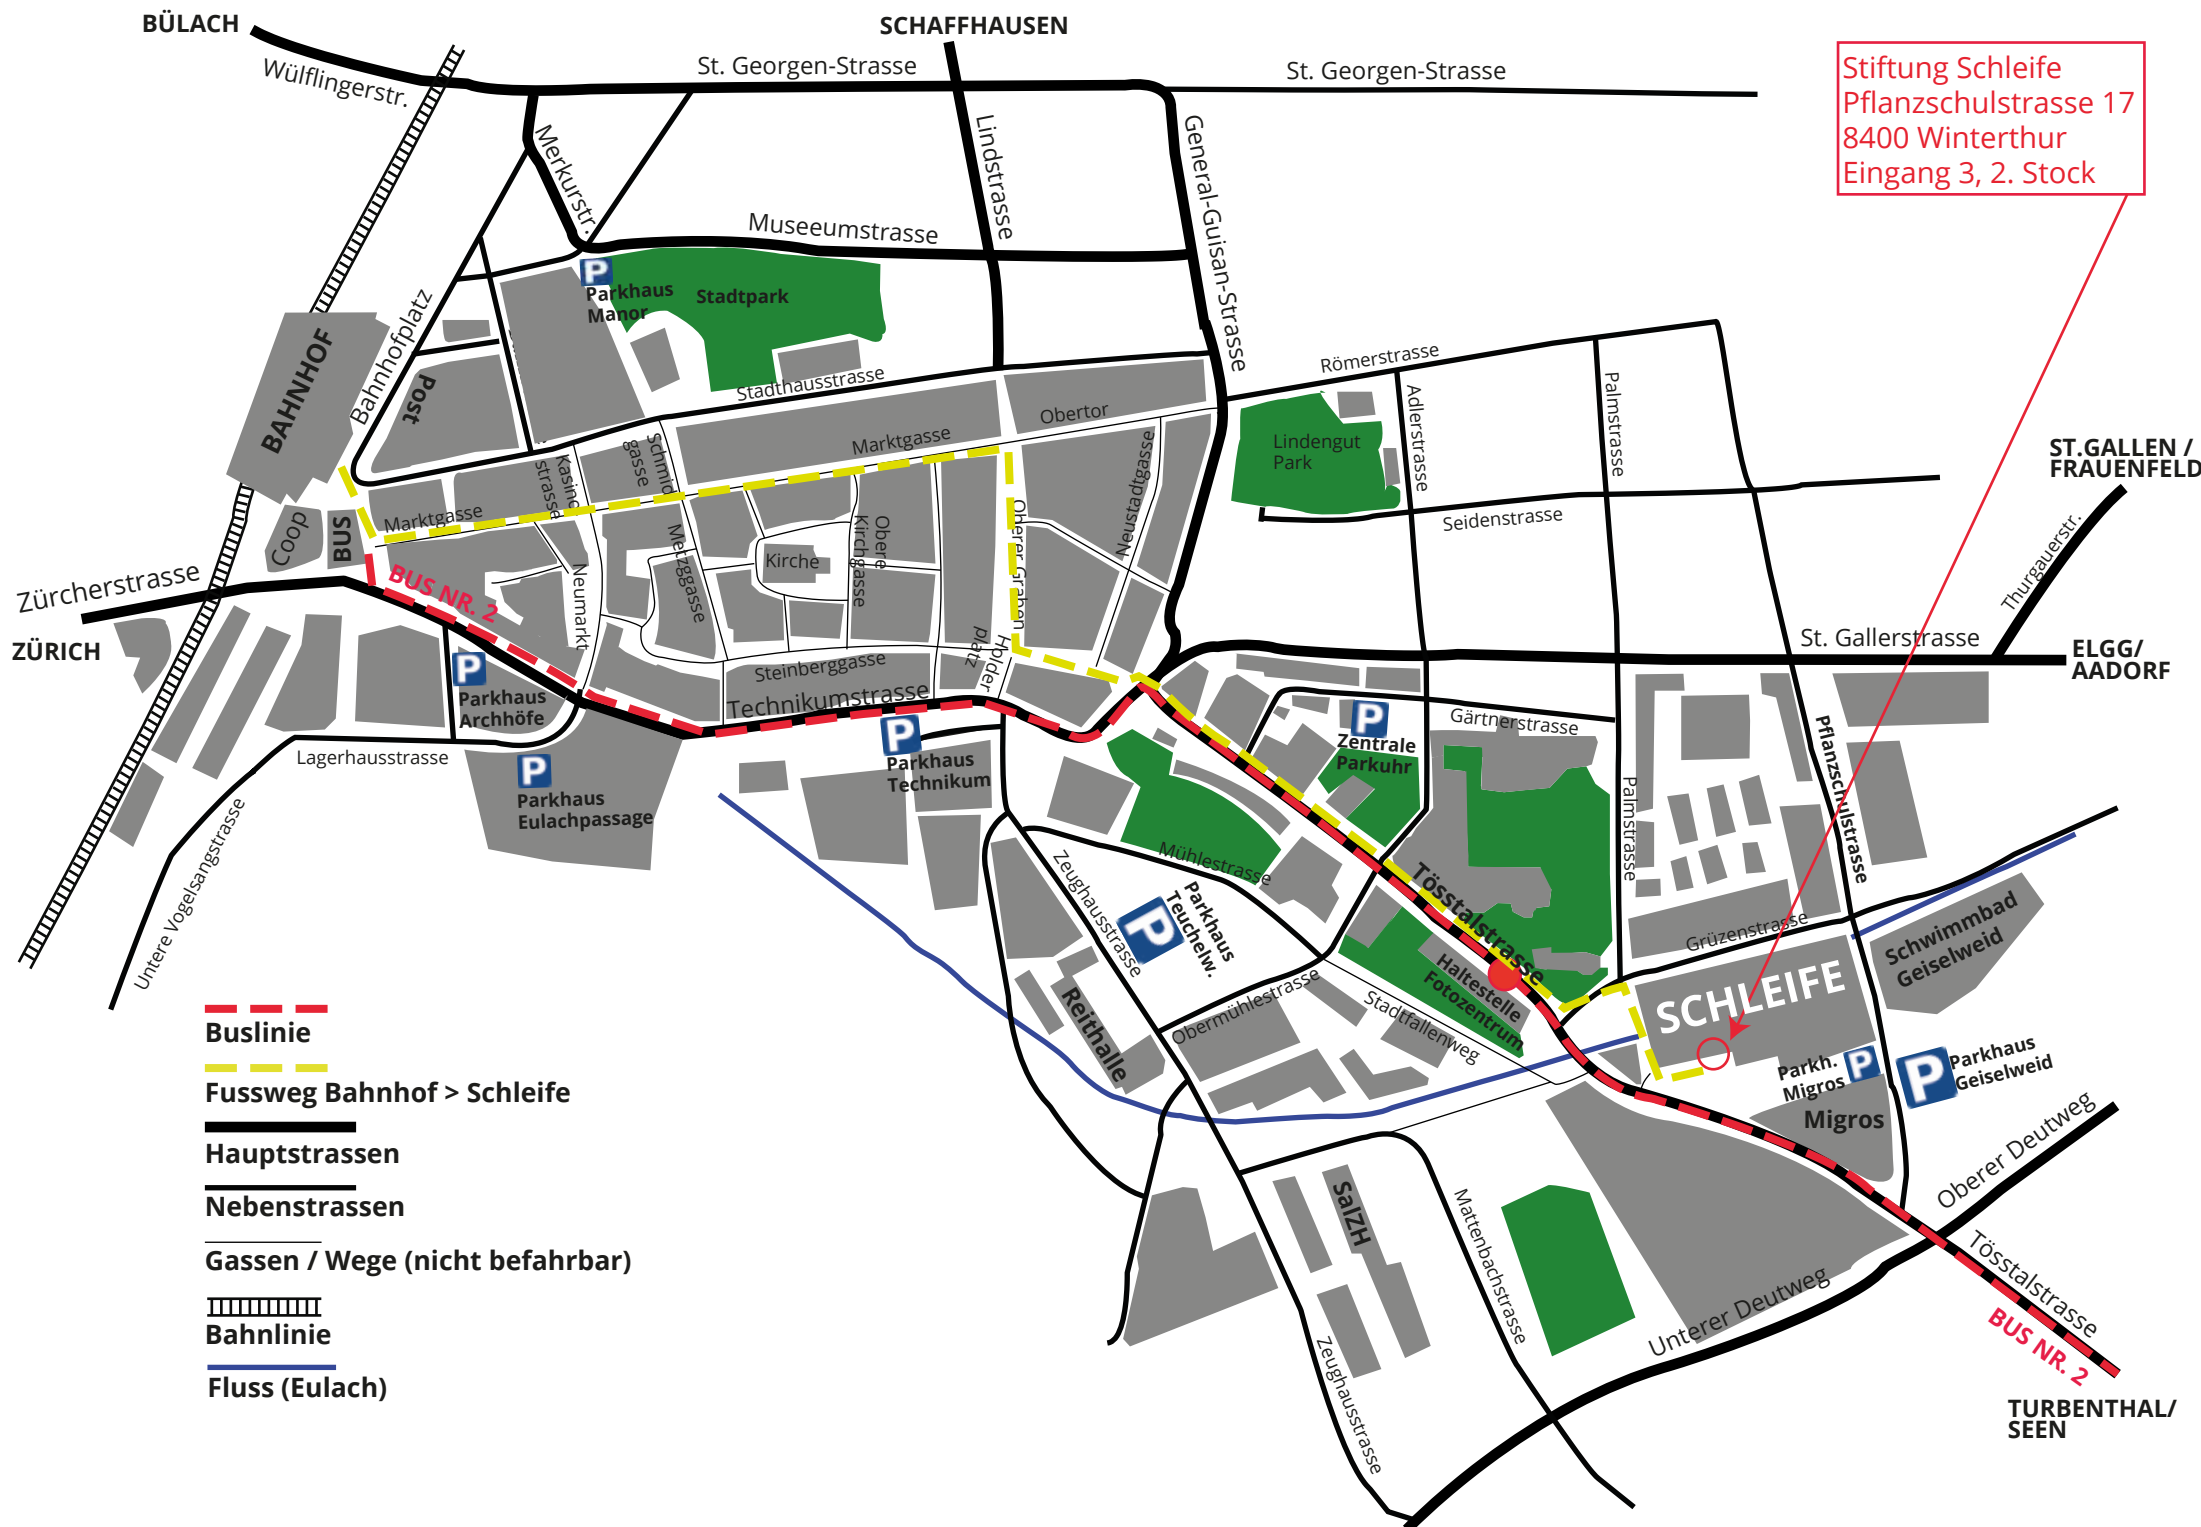 BÜLACH
SCHAFFHAUSEN
Wülflingerstr.
St. Georgen-Strasse
St. Georgen-Strasse
Stiftung Schleife
Pflanzschulstrasse 17
8400 Winterthur
Eingang 3, 2. Stock
Merkurstr.
Lindstrasse
General-Guisan-Strasse
Museumstrasse
P
Parkhaus
Manor
Stadtpark
BAHNHOF
Bahnhofplatz
Post
Stadthausstrasse
Römerstrasse
Adlerstrasse
Palmstrasse
Obertor
Marktgasse
Lindengut
Park
ST.GALLEN /
FRAUENFELD
Thurgauerstr.
Kasino
strasse
Schmid
gasse
Neustadtgasse
Seidenstrasse
Coop
BUS
Marktgasse
Metzggasse
Obere
Kirchgasse
Kirche
Oberer Graben
Zürcherstrasse
ZÜRICH
BUS NR. 2
Neumarkt
Steinberggasse
Holder
platz
St. Gallerstrasse
ELGG/
AADORF
P
Parkhaus
Archhöfe
Technikumstrasse
P
Parkhaus
Technikum
P
Zentrale
Parkuhr
Gärtnerstrasse
Pflanzschulstrasse
Lagerhausstrasse
P
Parkhaus
Eulachpassage
Untere Vogelsangstrasse
Palmstrasse
Mühlestrasse
Zeughausstrasse
P
Parkhaus
Teuchelw.
Tösstalstrasse
Grüzenstrasse
Schwimmbad
Geiselweid
Haltestelle
Fotozentrum
SCHLEIFE
Reithalle
Obermühlestrasse
Stadtfallenweg
Parkh.
Migros
P
P
Parkhaus
Geiselweid
Migros
Oberer Deutweg
Buslinie
Fussweg Bahnhof > Schleife
Hauptstrassen
Nebenstrassen
Gassen / Wege (nicht befahrbar)
Bahnlinie
Fluss (Eulach)
SalZH
Mattenbachstrasse
Zeughausstrasse
Unterer Deutweg
Tösstalstrasse
BUS NR. 2
TURBENTHAL/
SEEN